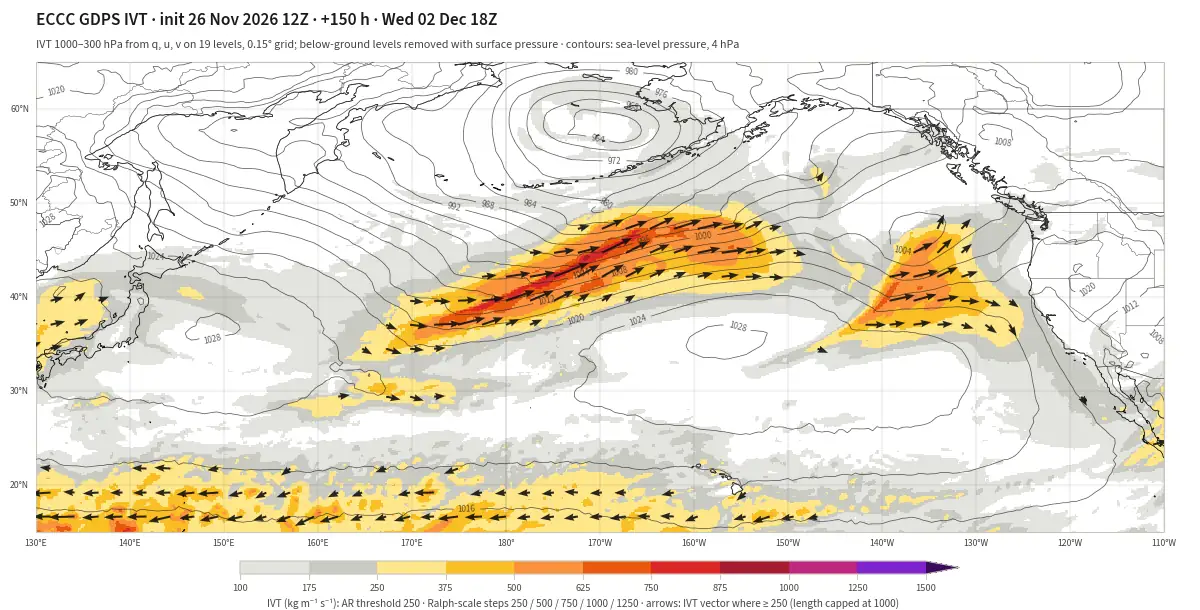 ECCC GDPS IVT · init 26 Nov 2026 12Z · +150 h · Wed 02 Dec 18Z
IVT 1000–300 hPa from q, u, v on 19 levels, 0.15° grid; below-ground levels removed with surface pressure · contours: sea-level pressure, 4 hPa
980
1020
976
60°N
1008
972
50°N
992
988
984
980
1000
1004
1024
1008
40°N
1020
1012
1012
1020
1024
1028
1028
1008
30°N
20°N
1016
130°E
140°E
150°E
160°E
170°E
180°
170°W
160°W
150°W
140°W
130°W
120°W
110°W
100
175
250
375
500
625
750
875
1000
1250
1500
IVT (kg m⁻¹ s⁻¹): AR threshold 250 · Ralph-scale steps 250 / 500 / 750 / 1000 / 1250 · arrows: IVT vector where ≥ 250 (length capped at 1000)